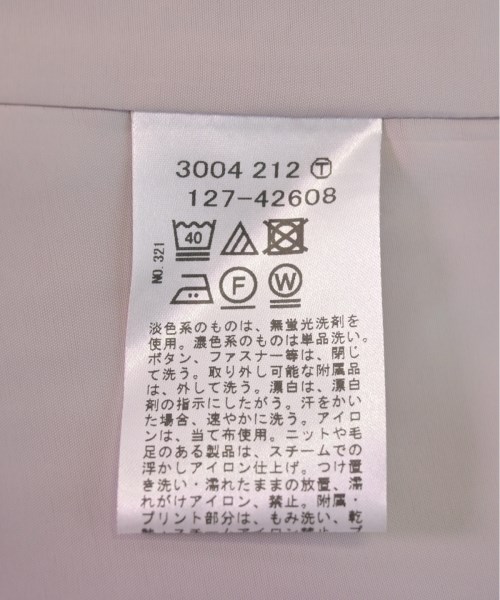 3004 212 Ⓣ
127-42608
NO.321
40
F W
淡色系のものは、無蛍光洗剤を
使用。濃色系のものは単品洗い。
ボタン、ファスナー等は、閉じ
て洗う。取り外し可能な附属品
は、外して洗う。漂白は、漂白
剤の指示にしたがう。汗をかい
た場合、速やかに洗う。アイロ
ンは、当て布使用。ニットや毛
足のある製品は、スチームでの
浮かしアイロン仕上げ。つけ置
き洗い・濡れたままの放置、濡
れがけアイロン、禁止。附属・
プリント部分は、もみ洗い、乾